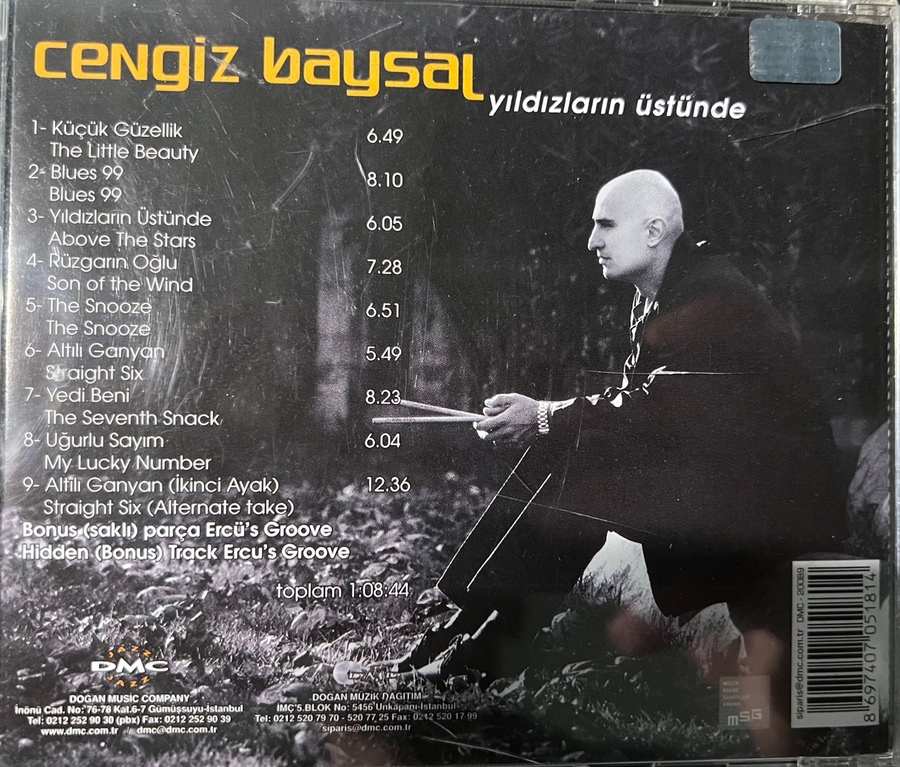 cengiz baysal
yıldızların üstünde
1- Küçük Güzellik 6.49
The Little Beauty
2- Blues 99 8.10
Blues 99
3- Yıldızların Üstünde 6.05
Above The Stars
4- Rüzgarın Oğlu 7.28
Son of the Wind
5- The Snooze 6.51
The Snooze
6- Altılı Ganyan 5.49
Straight Six
7- Yedi Beni 8.23
The Seventh Snack
8- Uğurlu Sayım 6.04
My Lucky Number
9- Altılı Ganyan (İkinci Ayak) 12.36
Straight Six (Alternate take)
Bonus (saklı) parça Ercü's Groove
Hidden (Bonus) Track Ercu's Groove
toplam 1:08:44
JAZZ
DMC
JAZZ
DOGAN MUSIC COMPANY
İnönü Cad. No: 76-78 Kat.6-7 Gümüşsuyu-İstanbul
Tel: 0212 252 90 30 (pbx) Fax: 0212 252 90 39
www.dmc.com.tr dmc@dmc.com.tr
DOGAN MÜZİK DAGITIM
İMÇ 5.BLOK No: 5456 Unkapanı-İstanbul
Tel: 0212 520 79 70 - 520 77 25 Fax: 0212 520 17 99
siparis@dmc.com.tr
siparis@dmc.com.tr DMC - 20089
8 697407 051814
MSG